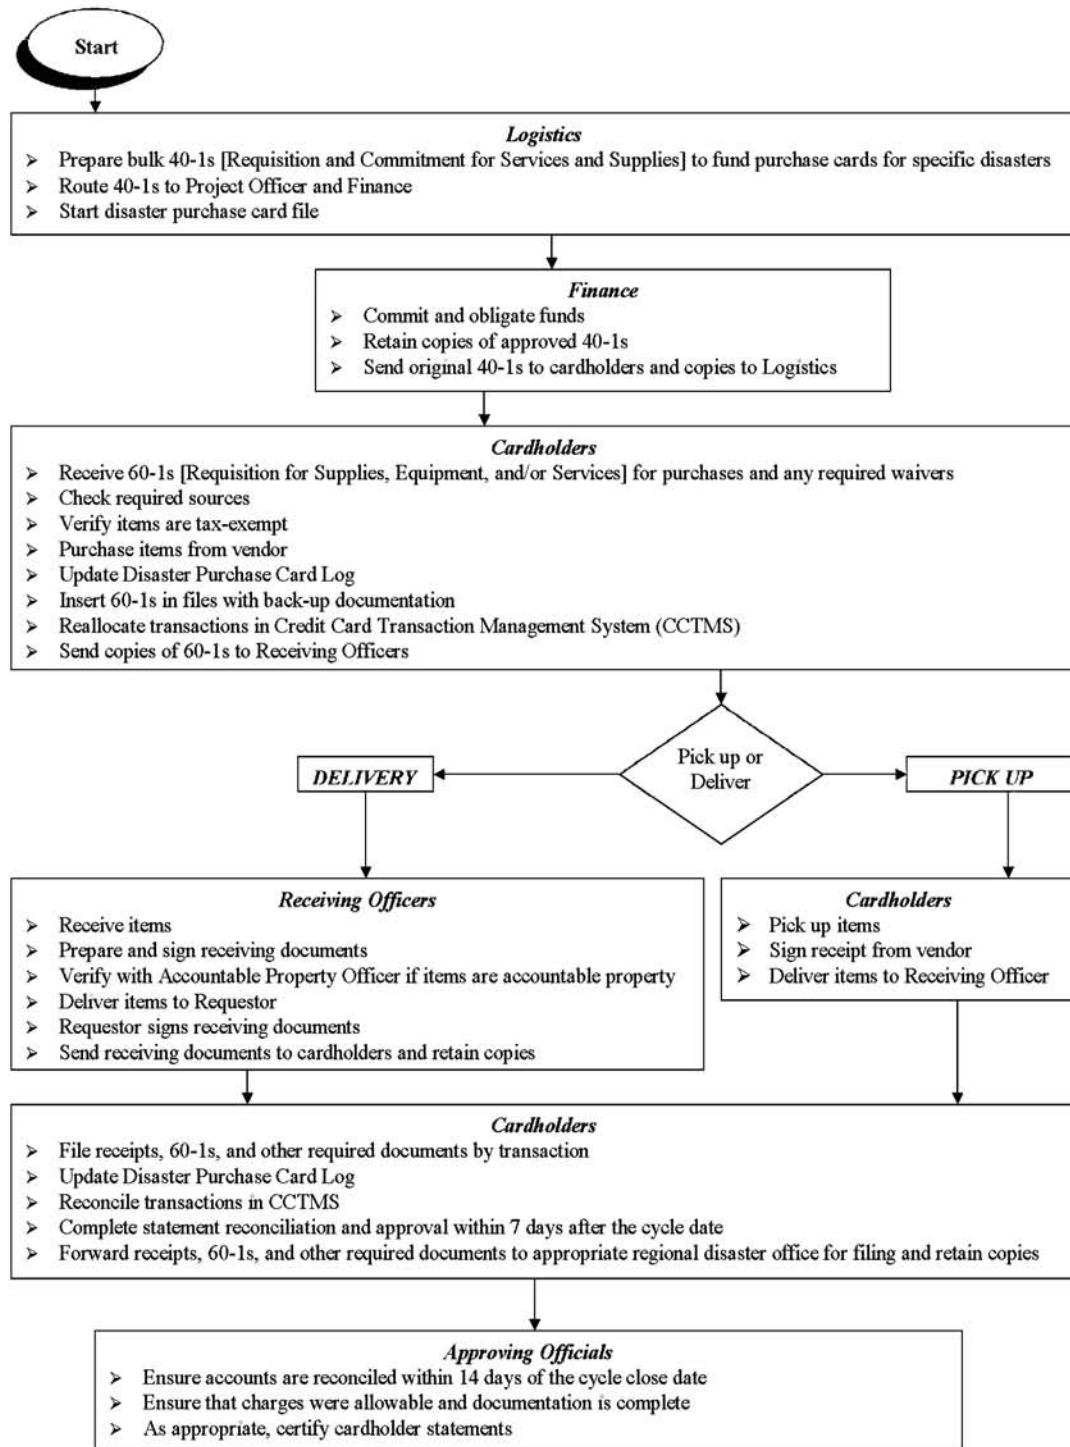 Start
Logistics
➢ Prepare bulk 40-1s [Requisition and Commitment for Services and Supplies] to fund purchase cards for specific disasters
➢ Route 40-1s to Project Officer and Finance
➢ Start disaster purchase card file
Finance
➢ Commit and obligate funds
➢ Retain copies of approved 40-1s
➢ Send original 40-1s to cardholders and copies to Logistics
Cardholders
➢ Receive 60-1s [Requisition for Supplies, Equipment, and/or Services] for purchases and any required waivers
➢ Check required sources
➢ Verify items are tax-exempt
➢ Purchase items from vendor
➢ Update Disaster Purchase Card Log
➢ Insert 60-1s in files with back-up documentation
➢ Reallocate transactions in Credit Card Transaction Management System (CCTMS)
➢ Send copies of 60-1s to Receiving Officers
Pick up or
Deliver
DELIVERY
PICK UP
Receiving Officers
➢ Receive items
➢ Prepare and sign receiving documents
➢ Verify with Accountable Property Officer if items are accountable property
➢ Deliver items to Requestor
➢ Requestor signs receiving documents
➢ Send receiving documents to cardholders and retain copies
Cardholders
➢ Pick up items
➢ Sign receipt from vendor
➢ Deliver items to Receiving Officer
Cardholders
➢ File receipts, 60-1s, and other required documents by transaction
➢ Update Disaster Purchase Card Log
➢ Reconcile transactions in CCTMS
➢ Complete statement reconciliation and approval within 7 days after the cycle date
➢ Forward receipts, 60-1s, and other required documents to appropriate regional disaster office for filing and retain copies
Approving Officials
➢ Ensure accounts are reconciled within 14 days of the cycle close date
➢ Ensure that charges were allowable and documentation is complete
➢ As appropriate, certify cardholder statements